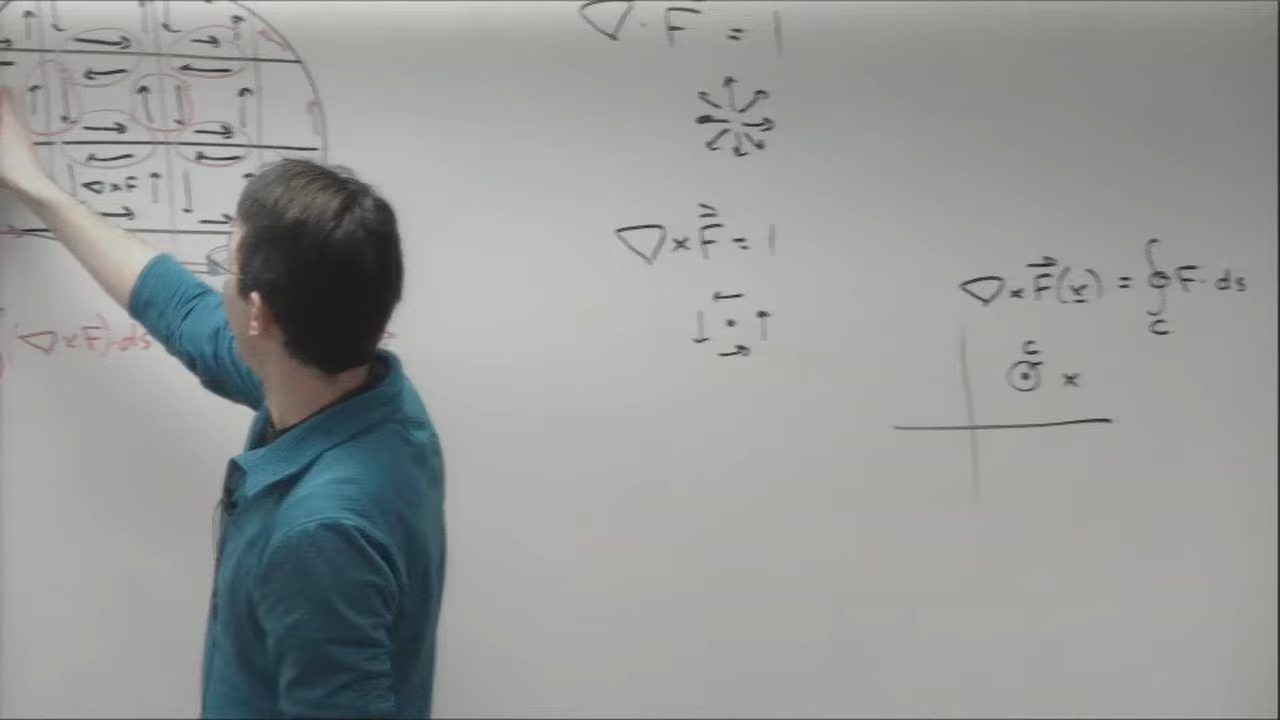 ∇×F
∇×F)·ds
∇·F = 1
∇×F⃗ = 1
∇×F⃗(x) = ∮F·ds
C
C
x